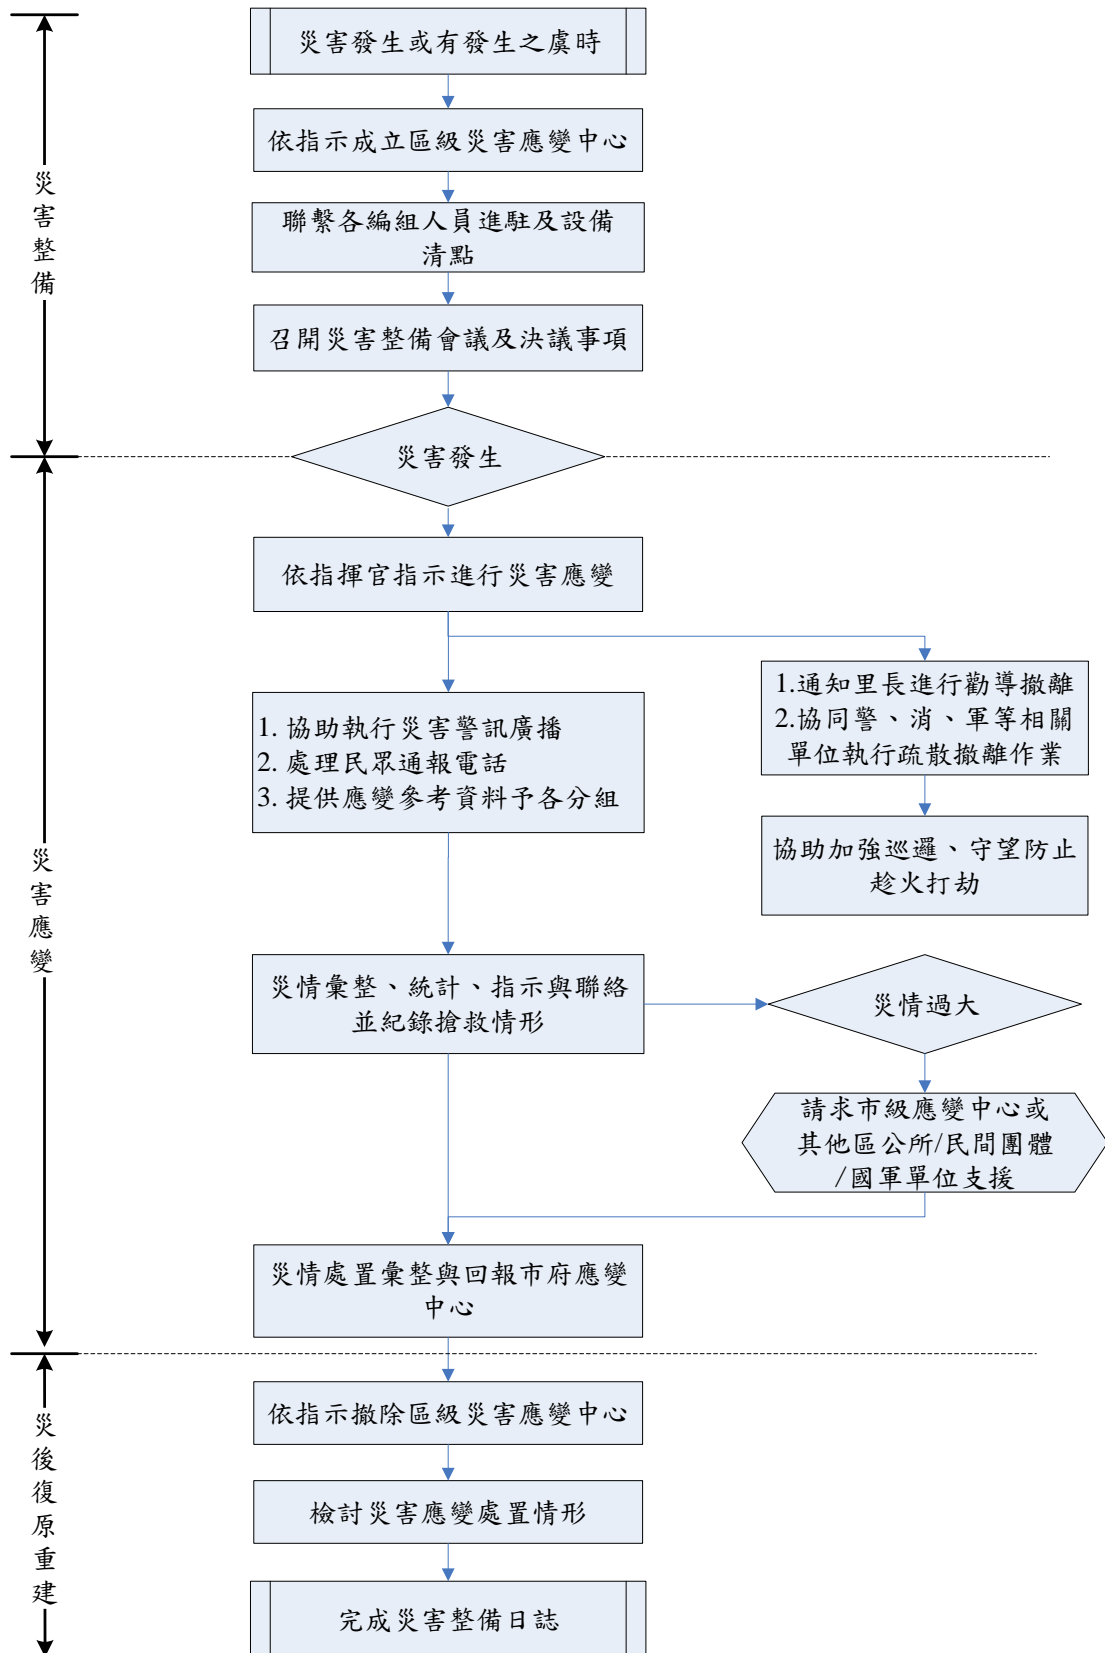 災害發生或有發生之虞時
依指示成立區級災害應變中心
災害整備
聯繫各編組人員進駐及設備
清點
召開災害整備會議及決議事項
災害發生
依指揮官指示進行災害應變
1. 協助執行災害警訊廣播
2. 處理民眾通報電話
3. 提供應變參考資料予各分組
1.通知里長進行勸導撤離
2.協同警、消、軍等相關
單位執行疏散撤離作業
協助加強巡邏、守望防止
趁火打劫
災害應變
災情彙整、統計、指示與聯絡
並紀錄搶救情形
災情過大
請求市級應變中心或
其他區公所/民間團體
/國軍單位支援
災情處置彙整與回報市府應變
中心
依指示撤除區級災害應變中心
災後復原重建
檢討災害應變處置情形
完成災害整備日誌